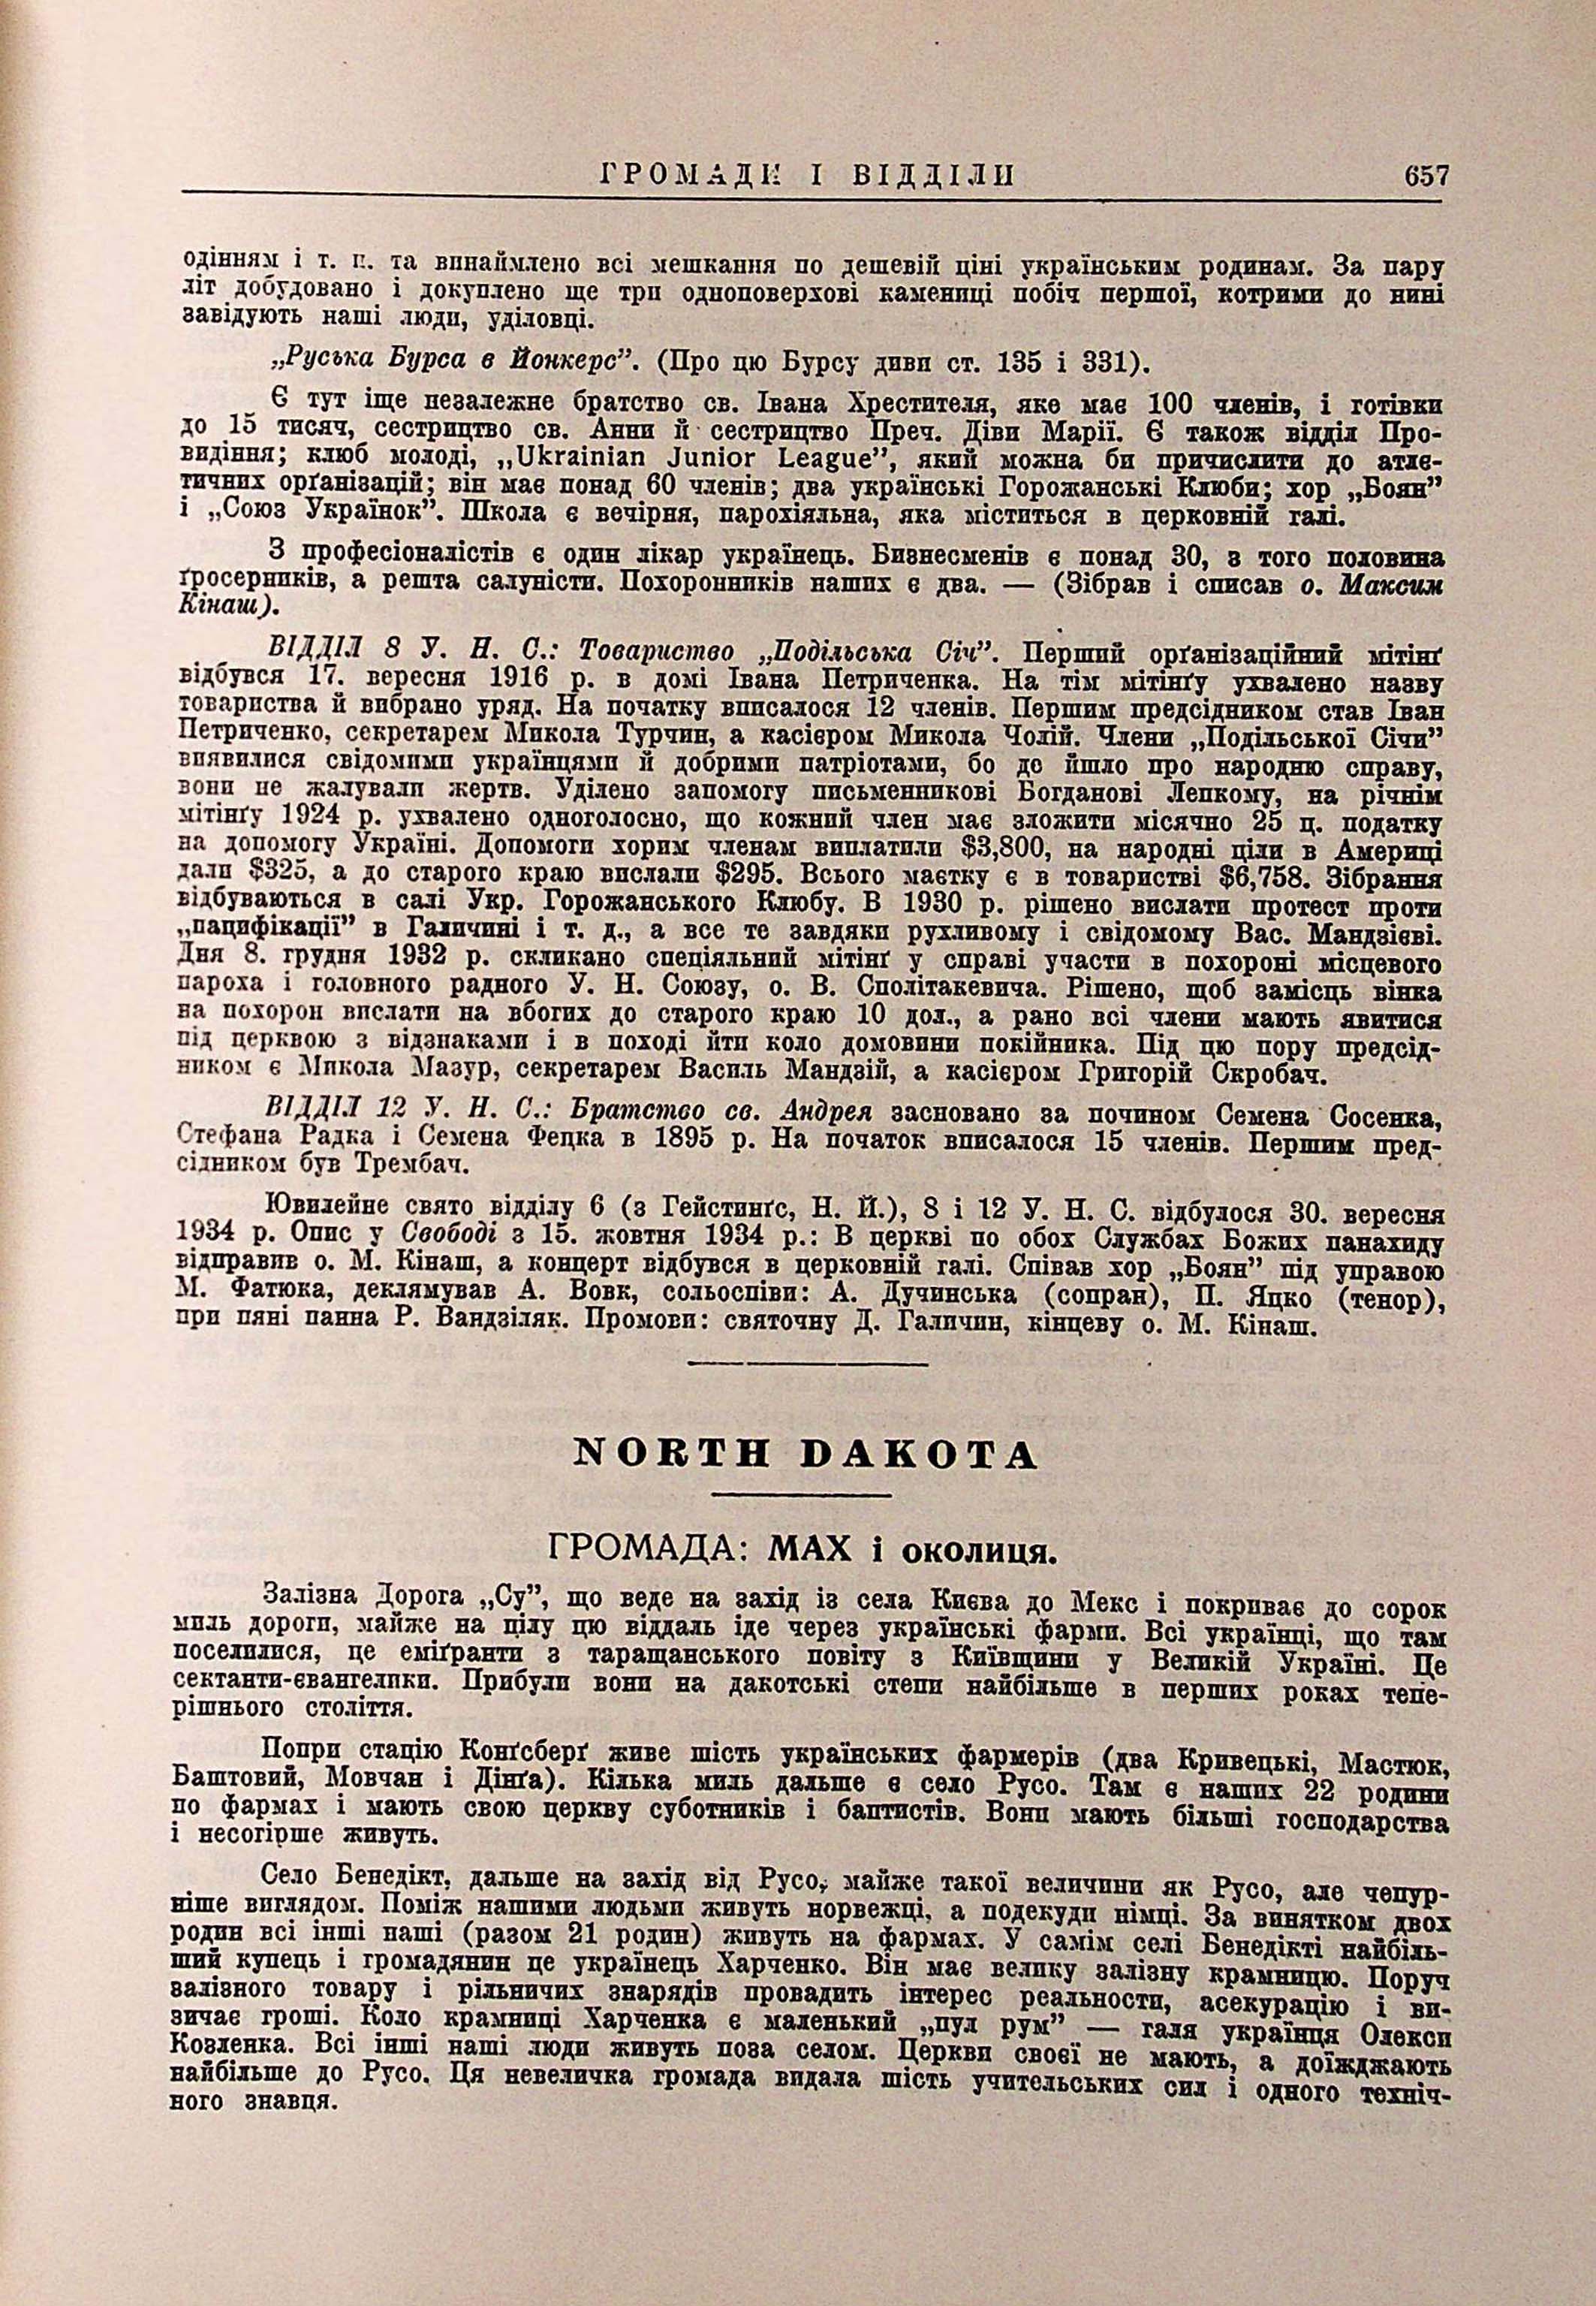 ГРОМАДИ І ВІДДІЛИ 657
одінням і т. п. та винаймлено всі мешкання по дешевій ціні українським родинам. За пару
літ добудовано і докуплено ще три одноповерхові камениці побіч першої, котрими до нині
завідують наші люди, уділовці.
„Руська Бурса в Йонкерс”. (Про цю Бурсу диви ст. 135 і 331).
Є тут іще незалежне братство св. Івана Хрестителя, яке має 100 членів, і готівки
до 15 тисяч, сестрицтво св. Анни й сестрицтво Преч. Діви Марії. Є також відділ Про-
видіння; клюб молоді, „Ukrainian Junior League”, який можна би причислити до атлє-
тичних орґанізацій; він має понад 60 членів; два українські Горожанські Клюби; хор „Боян”
і „Союз Українок”. Школа є вечірня, парохіяльна, яка міститься в церковній галі.
З професіоналістів є один лікар українець. Бизнесменів є понад 30, з того половина
ґросерників, а решта салуністи. Похоронників наших є два. — (Зібрав і списав о. Максим
Кінаш).
ВІДДІЛ 8 У. Н. С.: Товариство „Подільська Січ”. Перший орґанізаційний мітінґ
відбувся 17. вересня 1916 р. в домі Івана Петриченка. На тім мітінґу ухвалено назву
товариства й вибрано уряд. На початку вписалося 12 членів. Першим предсідником став Іван
Петриченко, секретарем Микола Турчин, а касієром Микола Чолій. Члени „Подільської Січи”
виявилися свідомими українцями й добрими патріотами, бо де йшло про народню справу,
вони не жалували жертв. Уділено запомогу письменникові Богданові Лепкому, на річнім
мітінґу 1924 р. ухвалено одноголосно, що кожний член має зложити місячно 25 ц. податку
на допомогу Україні. Допомоги хорим членам виплатили $3,800, на народні ціли в Америці
дали $325, а до старого краю вислали $295. Всього маєтку є в товаристві $6,758. Зібрання
відбуваються в салі Укр. Горожанського Клюбу. В 1930 р. рішено вислати протест проти
„пацифікації” в Галичині і т. д., а все те завдяки рухливому і свідомому Вас. Мандзієві.
Дня 8. грудня 1932 р. скликано спеціяльний мітінґ у справі участи в похороні місцевого
пароха і головного радного У. Н. Союзу, о. В. Сполітакевича. Рішено, щоб замісць вінка
на похорон вислати на вбогих до старого краю 10 дол., а рано всі члени мають явитися
під церквою з відзнаками і в поході йти коло домовини покійника. Під цю пору предсід-
ником є Микола Мазур, секретарем Василь Мандзій, а касієром Григорій Скробач.
ВІДДІЛ 12 У. Н. С.: Братство св. Андрея засновано за почином Семена Сосенка,
Стефана Радка і Семена Фецка в 1895 р. На початок вписалося 15 членів. Першим пред-
сідником був Трембач.
Ювилейне свято відділу 6 (з Гейстинґс, Н. Й.), 8 і 12 У. Н. С. відбулося 30. вересня
1934 р. Опис у Свободі з 15. жовтня 1934 р.: В церкві по обох Службах Божих панахиду
відправив о. М. Кінаш, а концерт відбувся в церковній галі. Співав хор „Боян” під управою
М. Фатюка, деклямував А. Вовк, сольоспіви: А. Дучинська (сопран), П. Яцко (тенор),
при пяні панна Р. Вандзіляк. Промови: святочну Д. Галичин, кінцеву о. М. Кінаш.
NORTH DAKOTA
ГРОМАДА: МАХ і околиця.
Залізна Дорога „Су”, що веде на захід із села Києва до Мекс і покриває до сорок
миль дороги, майже на цілу цю віддаль іде через українські фарми. Всі українці, що там
поселилися, це еміґранти з таращанського повіту з Київщини у Великій Україні. Це
сектанти-євангелики. Прибули вони на дакотські степи найбільше в перших роках тепе-
рішнього століття.
Попри стацію Конґсберґ живе шість українських фармерів (два Кривецькі, Мастюк,
Баштовий, Мовчан і Дінґа). Кілька миль дальше є село Русо. Там є наших 22 родини
по фармах і мають свою церкву суботників і баптистів. Вони мають більші господарства
і несогірше живуть.
Село Бенедікт, дальше на захід від Русо, майже такої величини як Русо, але чепур-
ніше виглядом. Поміж нашими людьми живуть норвежці, а подекуди німці. За винятком двох
родин всі інші наші (разом 21 родин) живуть на фармах. У самім селі Бенедікті найбіль-
ший купець і громадянин це українець Харченко. Він має велику залізну крамницю. Поруч
залізного товару і рільничих знарядів провадить інтерес реальности, асекурацію і ви-
зичає гроші. Коло крамниці Харченка є маленький „пул рум” — галя українця Олекси
Козленка. Всі інші наші люди живуть поза селом. Церкви своєї не мають, а доїжджають
найбільше до Русо. Ця невеличка громада видала шість учительських сил і одного техніч-
ного знавця.